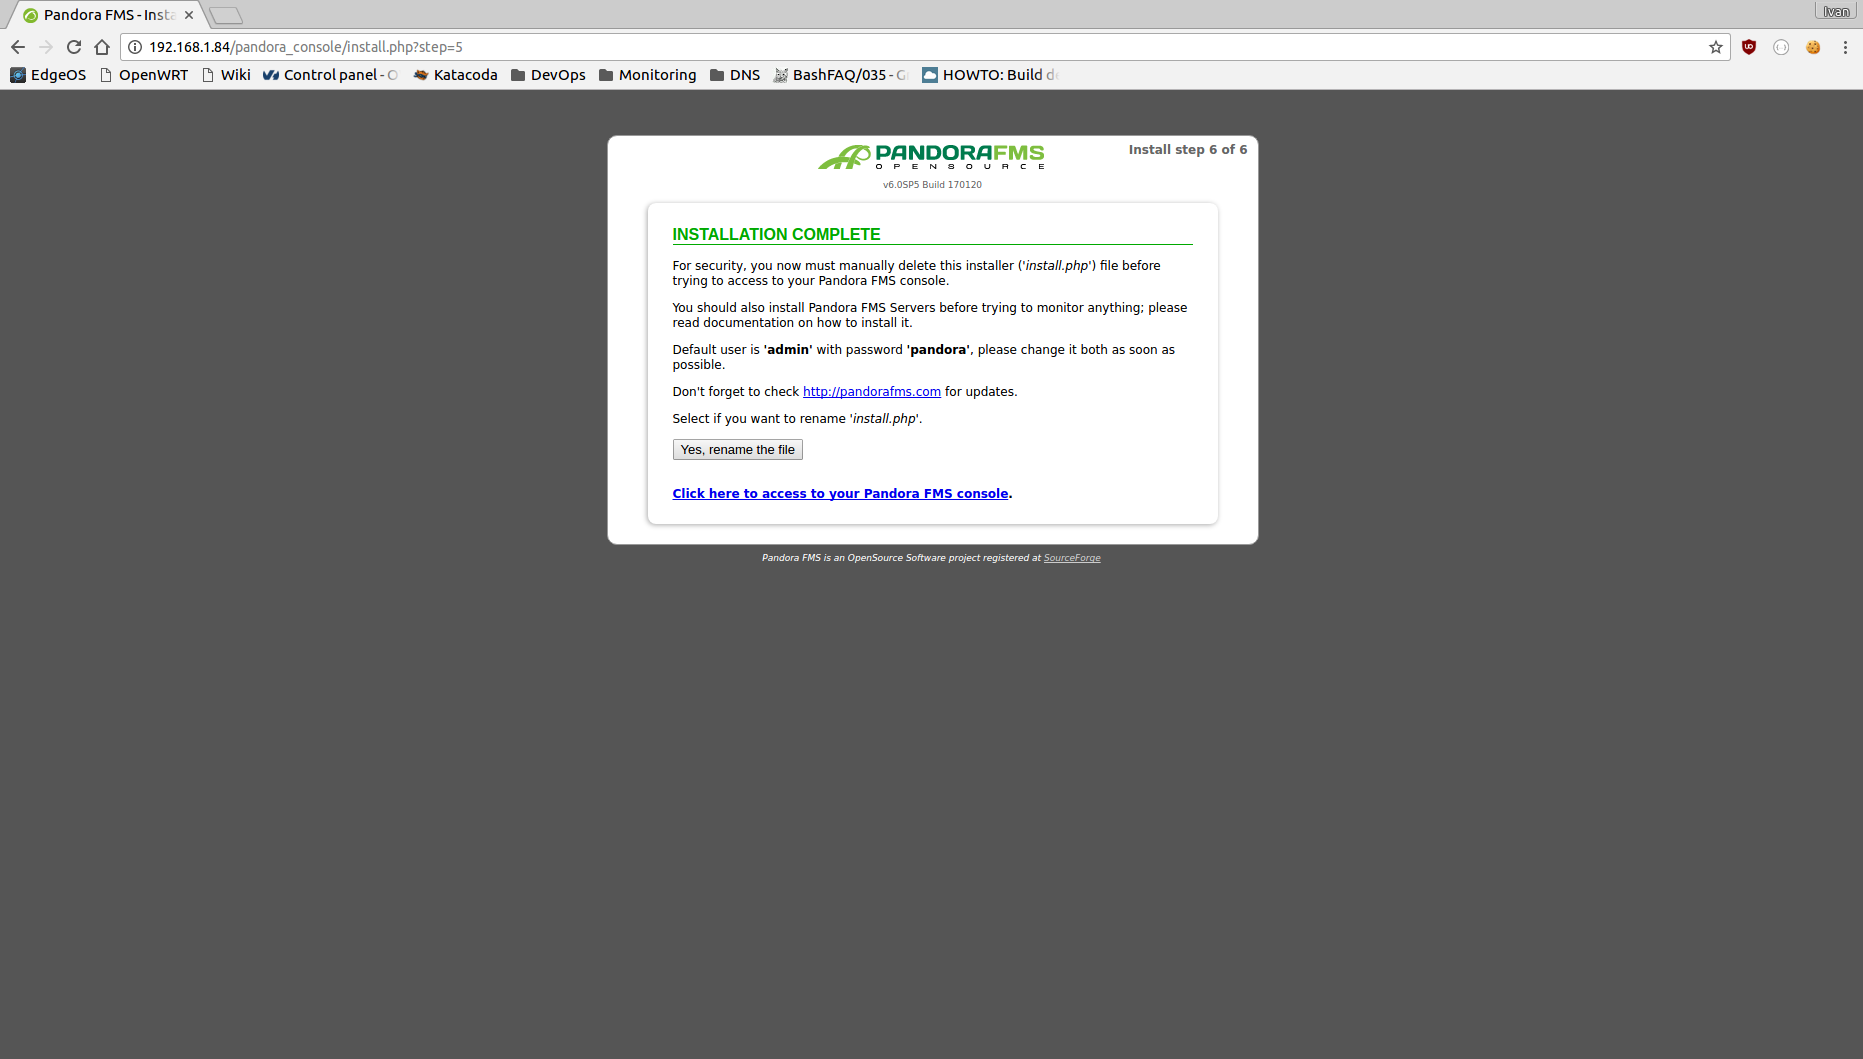 Pandora FMS - Insta
Ivan
192.168.1.84/pandora_console/install.php?step=5
EdgeOS OpenWRT Wiki Control panel - O Katacoda DevOps Monitoring DNS BashFAQ/035 - G HOWTO: Build d
PANDORAFMS
OPENSOURCE
Install step 6 of 6
v6.0SP5 Build 170120
INSTALLATION COMPLETE
For security, you now must manually delete this installer ('install.php') file before
trying to access to your Pandora FMS console.
You should also install Pandora FMS Servers before trying to monitor anything; please
read documentation on how to install it.
Default user is 'admin' with password 'pandora', please change it both as soon as
possible.
Don't forget to check http://pandorafms.com for updates.
Select if you want to rename 'install.php'.
Yes, rename the file
Click here to access to your Pandora FMS console.
Pandora FMS is an OpenSource Software project registered at SourceForge